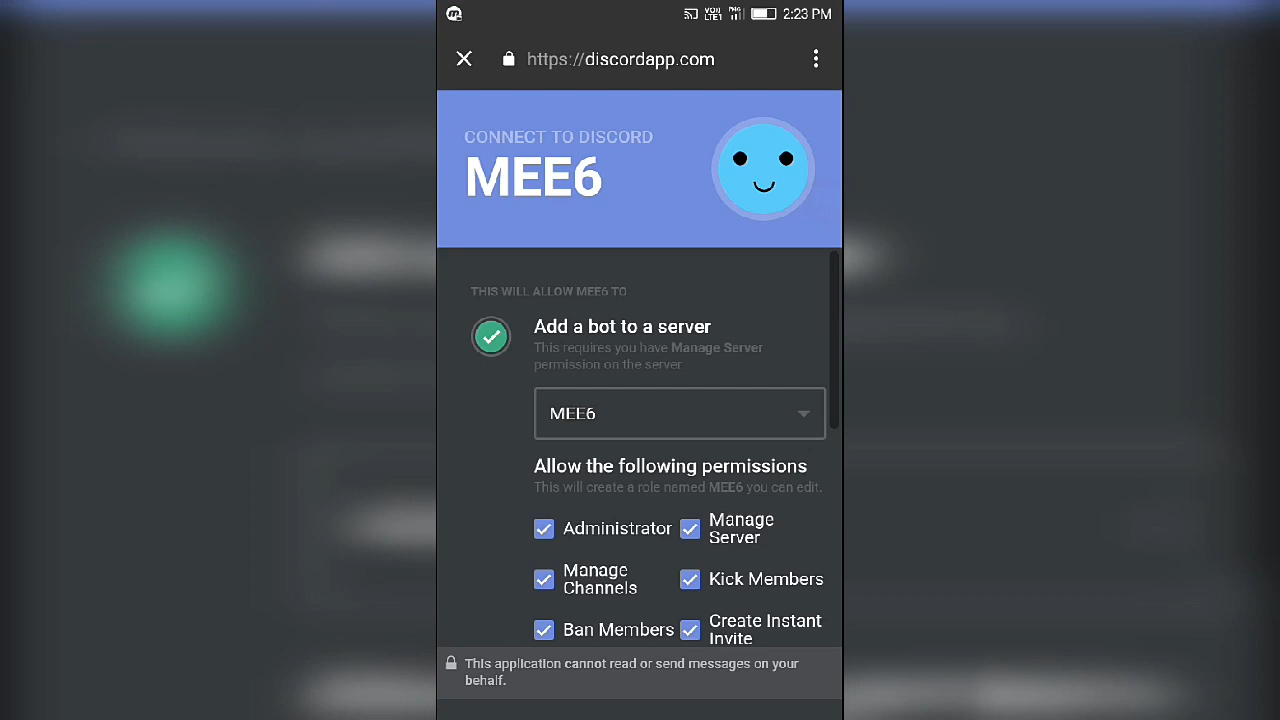 VOD
LTE1
2:23 PM
https://discordapp.com
CONNECT TO DISCORD
MEE6
THIS WILL ALLOW MEE6 TO
Add a bot to a server
This requires you have Manage Server
permission on the server
MEE6
Allow the following permissions
This will create a role named MEE6 you can edit.
Administrator
Manage
Server
Manage
Channels
Kick Members
Ban Members
Create Instant
Invite
This application cannot read or send messages on your
behalf.